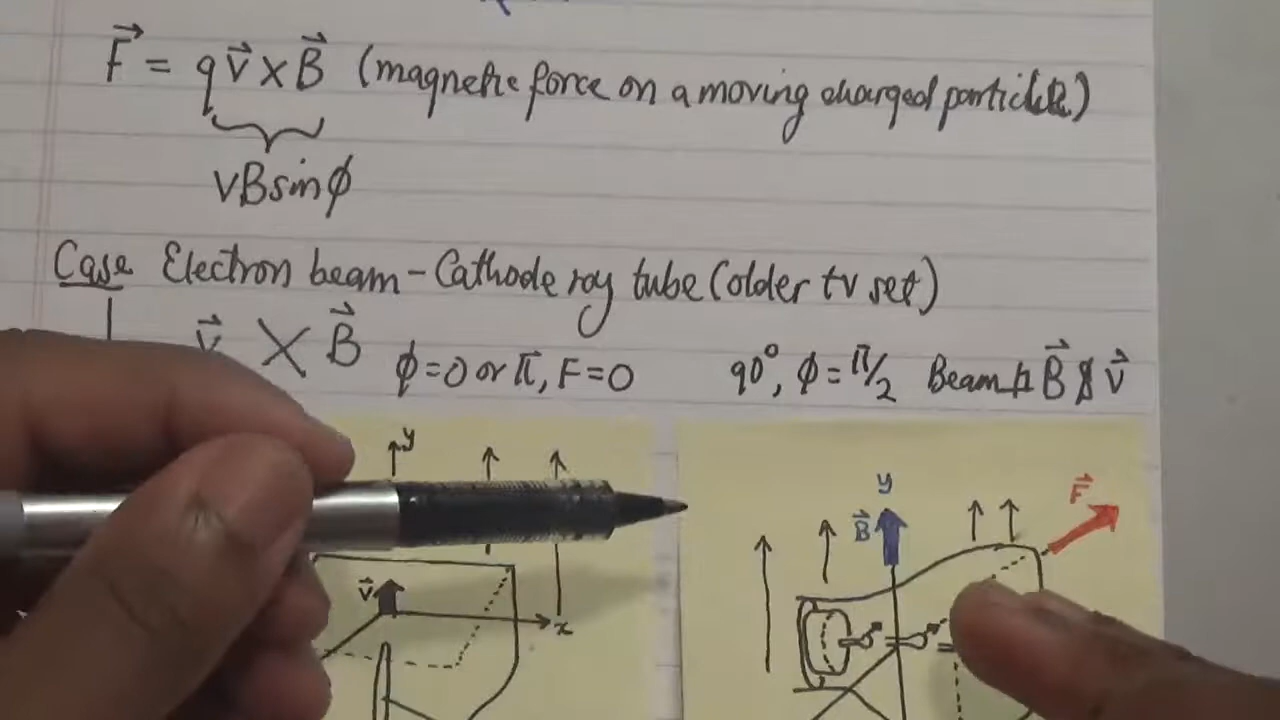 F = qv×B (magnetic force on a moving charged particle)
vBsinϕ
Case Electron beam - Cathode ray tube (older tv set)
v × B ϕ=0 or π, F=0 90°, ϕ=π/2 Beam B v
y y F
B
v
x